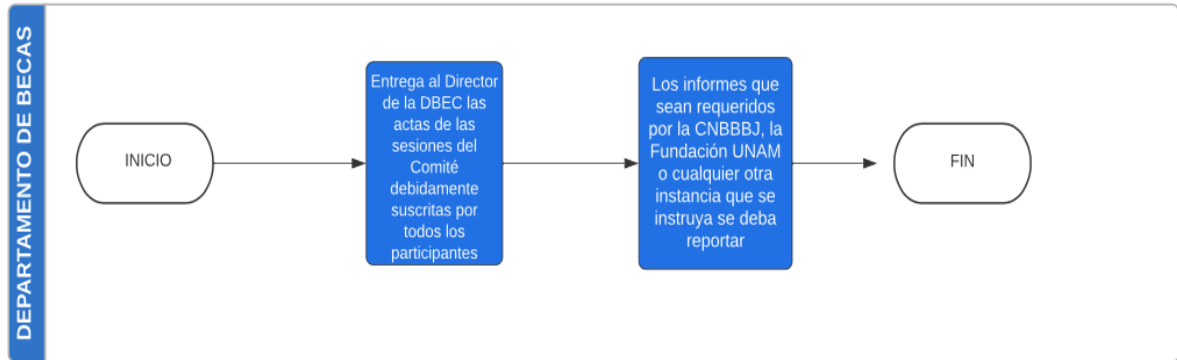 DEPARTAMENTO DE BECAS
INICIO
Entrega al Director
de la DBEC las
actas de las
sesiones del
Comité
debidamente
suscritas por
todos los
participantes
Los informes que
sean requeridos
por la CNBBBJ, la
Fundación UNAM
o cualquier otra
instancia que se
instruya se deba
reportar
FIN